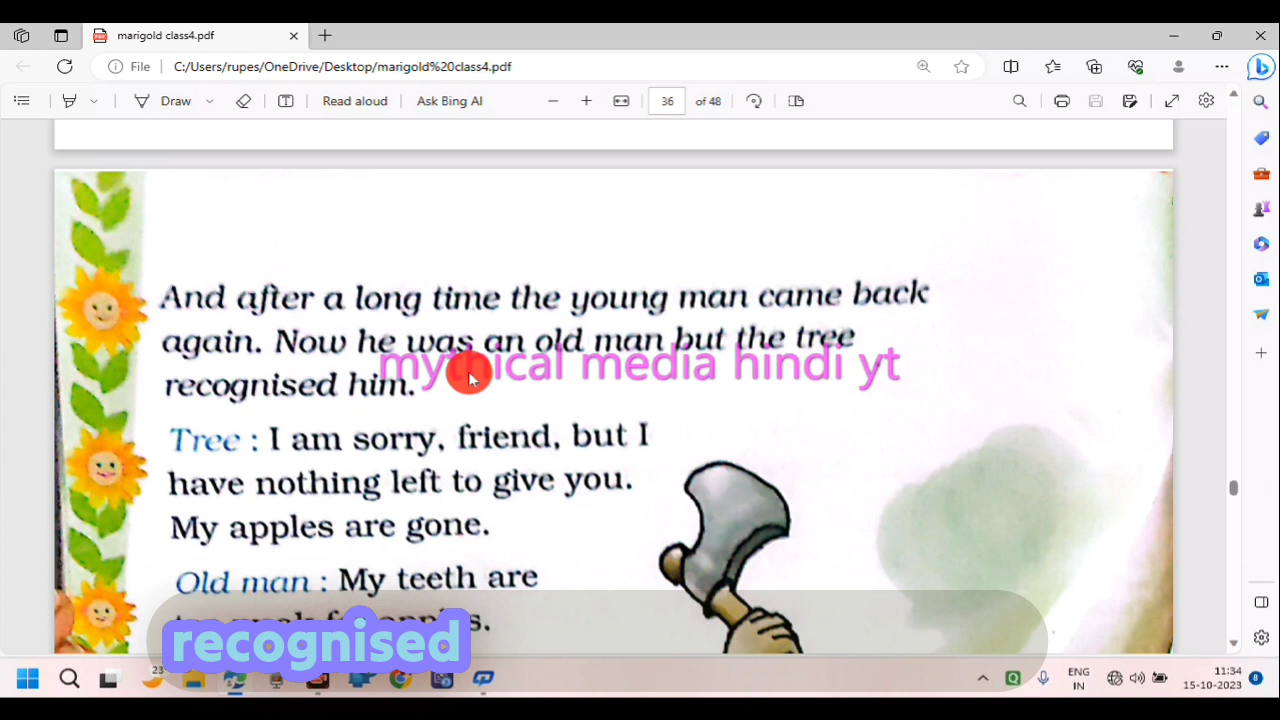 marigold class4.pdf
File
C:/Users/rupes/OneDrive/Desktop/marigold%20class4.pdf
Draw
Read aloud
Ask Bing AI
36
of 48
And after a long time the young man came back
again. Now he was an old man but the tree
mythical media hindi yt
recognised him.
Tree : I am sorry, friend, but I
have nothing left to give you.
My apples are gone.
Old man : My teeth are
recognised
23
ENG
IN
11:34
15-10-2023
8